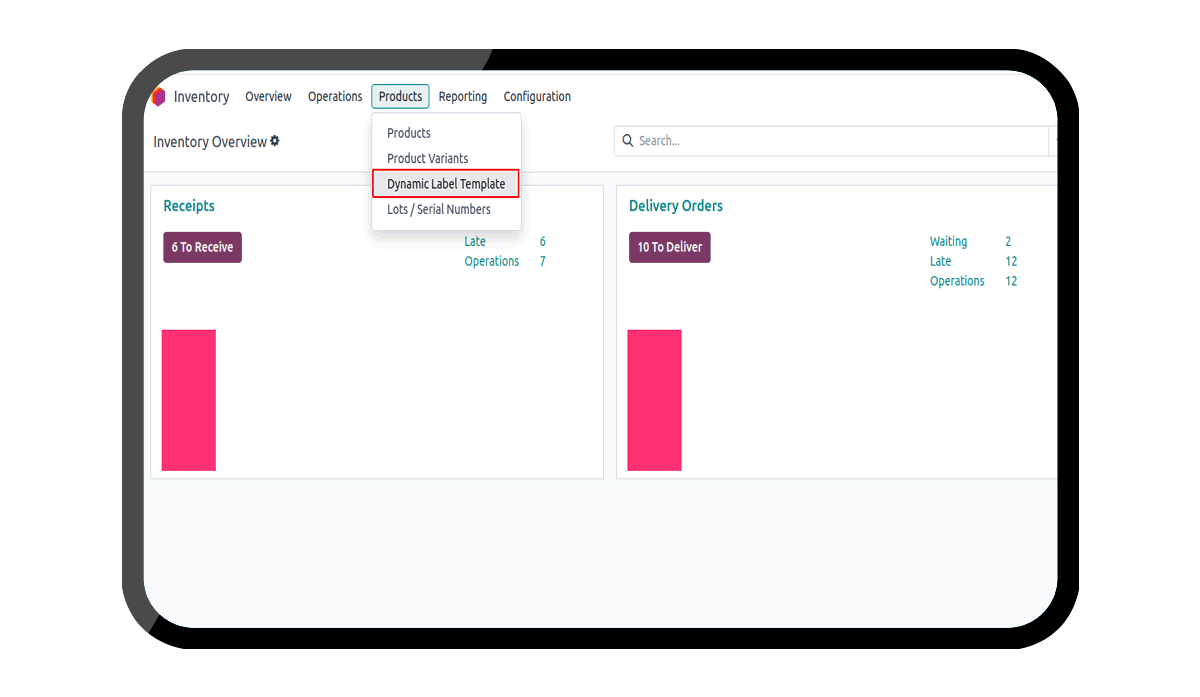 Inventory Overview Operations Products Reporting Configuration
Inventory Overview
Search...
Products
Product Variants
Dynamic Label Template
Lots / Serial Numbers
Receipts
6 To Receive
Late 6
Operations 7
Delivery Orders
10 To Deliver
Waiting 2
Late 12
Operations 12